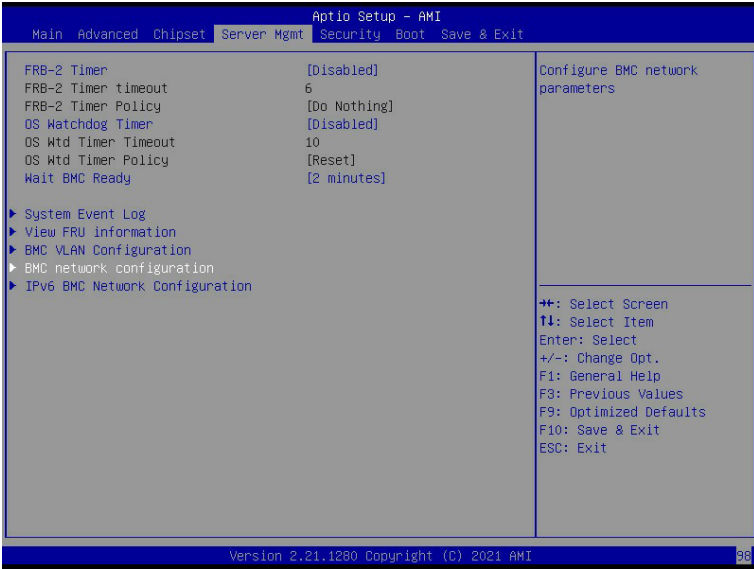 Aptio Setup - AMI
Main Advanced Chipset Server Mgmt Security Boot Save & Exit
FRB-2 Timer [Disabled]
FRB-2 Timer timeout 6
FRB-2 Timer Policy [Do Nothing]
OS Watchdog Timer [Disabled]
OS Wtd Timer Timeout 10
OS Wtd Timer Policy [Reset]
Wait BMC Ready [2 minutes]
System Event Log
View FRU information
BMC VLAN Configuration
BMC network configuration
IPv6 BMC Network Configuration
Configure BMC network
parameters
→←: Select Screen
↑↓: Select Item
Enter: Select
+/-: Change Opt.
F1: General Help
F3: Previous Values
F9: Optimized Defaults
F10: Save & Exit
ESC: Exit
Version 2.21.1280 Copyright (C) 2021 AMI
98